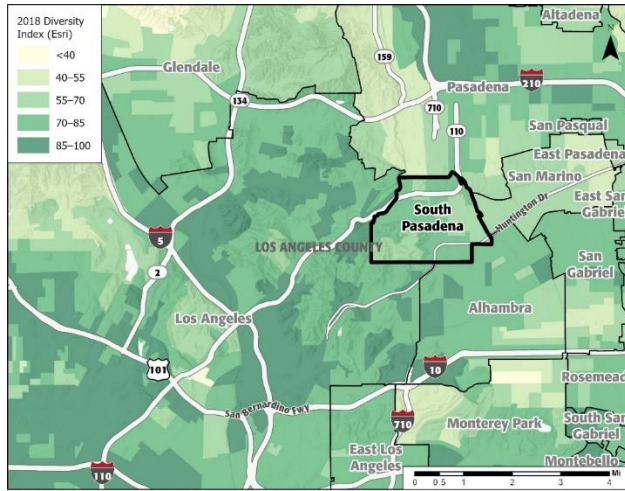 2018 Diversity
Index (Esri)
<40
40–55
55–70
70–85
85–100
Altadena
N
Glendale
159
134
710
Pasadena
210
110
San Pasqual
East Pasadena
San Marino
South
Pasadena
Huntington Dr
East San
Gabriel
5
LOS ANGELES COUNTY
2
San
Gabriel
Los Angeles
Alhambra
101
10
Rosemead
San Bernardino Fwy
710
Monterey Park
South San
Gabriel
East Los
Angeles
Montebello
110
Mi
0 0.5 1 2 3 4